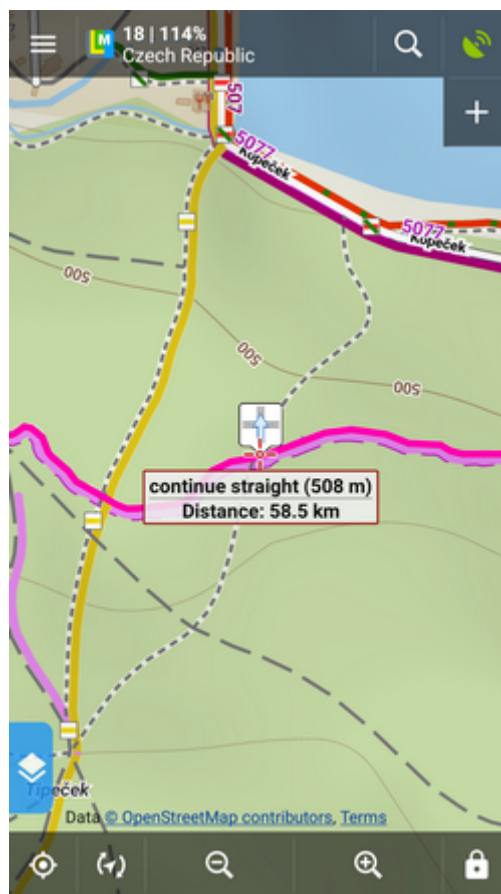 18 | 114%
Czech Republic
507
5077
Kupeček
5077
Kupeček
500
500
500
continue straight (508 m)
Distance: 58.5 km
Tipeček
Data © OpenStreetMap contributors, Terms